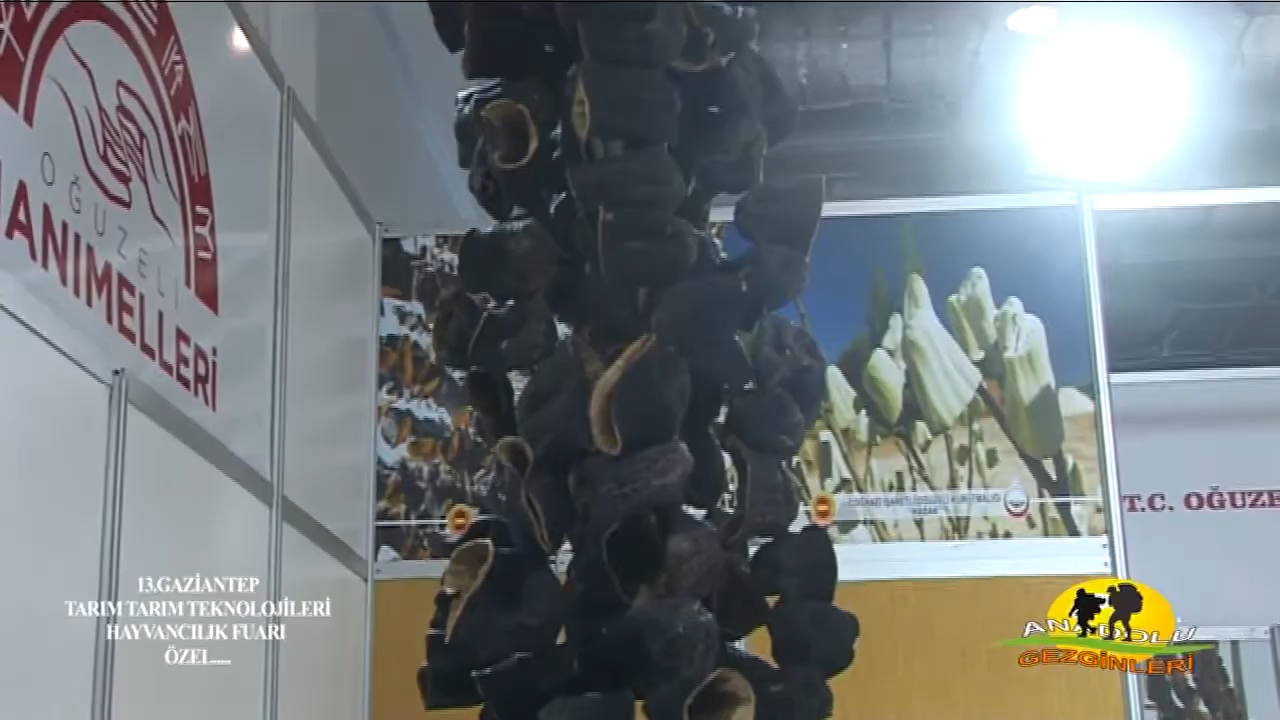 OĞUZELİ
HANIMELLERİ
T.C. OĞUZE
13.GAZİANTEP
TARIM TARIM TEKNOLOJİLERİ
HAYVANCILIK FUARI
ÖZEL.....
ANADOLU
GEZGİNLERİ